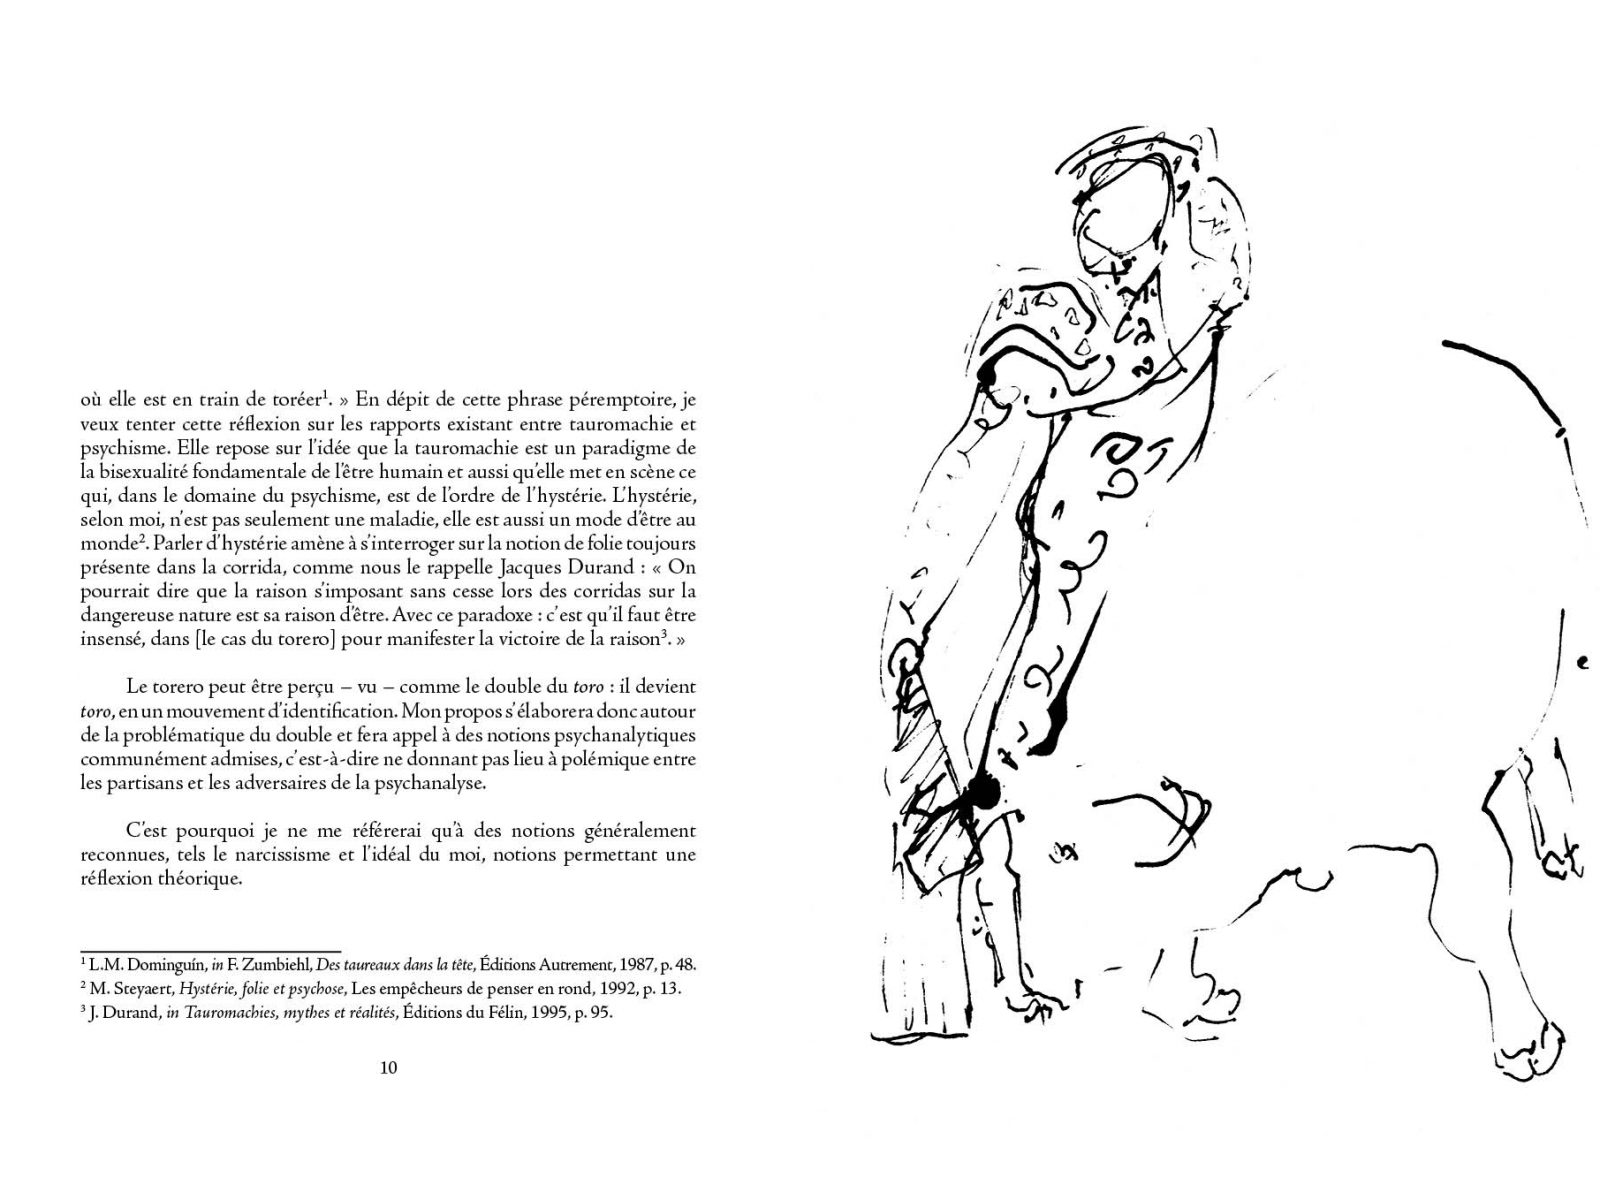 où elle est en train de toréer¹. » En dépit de cette phrase péremptoire, je
veux tenter cette réflexion sur les rapports existant entre tauromachie et
psychisme. Elle repose sur l'idée que la tauromachie est un paradigme de
la bisexualité fondamentale de l'être humain et aussi qu'elle met en scène ce
qui, dans le domaine du psychisme, est de l'ordre de l'hystérie. L'hystérie,
selon moi, n'est pas seulement une maladie, elle est aussi un mode d'être au
monde². Parler d'hystérie amène à s'interroger sur la notion de folie toujours
présente dans la corrida, comme nous le rappelle Jacques Durand : « On
pourrait dire que la raison s'imposant sans cesse lors des corridas sur la
dangereuse nature est sa raison d'être. Avec ce paradoxe : c'est qu'il faut être
insensé, dans [le cas du torero] pour manifester la victoire de la raison³. »
Le torero peut être perçu – vu – comme le double du toro : il devient
toro, en un mouvement d'identification. Mon propos s'élaborera donc autour
de la problématique du double et fera appel à des notions psychanalytiques
communément admises, c'est-à-dire ne donnant pas lieu à polémique entre
les partisans et les adversaires de la psychanalyse.
C'est pourquoi je ne me référerai qu'à des notions généralement
reconnues, tels le narcissisme et l'idéal du moi, notions permettant une
réflexion théorique.
¹ L.M. Dominguín, in F. Zumbiehl, Des taureaux dans la tête, Éditions Autrement, 1987, p. 48.
² M. Steyaert, Hystérie, folie et psychose, Les empêcheurs de penser en rond, 1992, p. 13.
³ J. Durand, in Tauromachies, mythes et réalités, Éditions du Félin, 1995, p. 95.
10